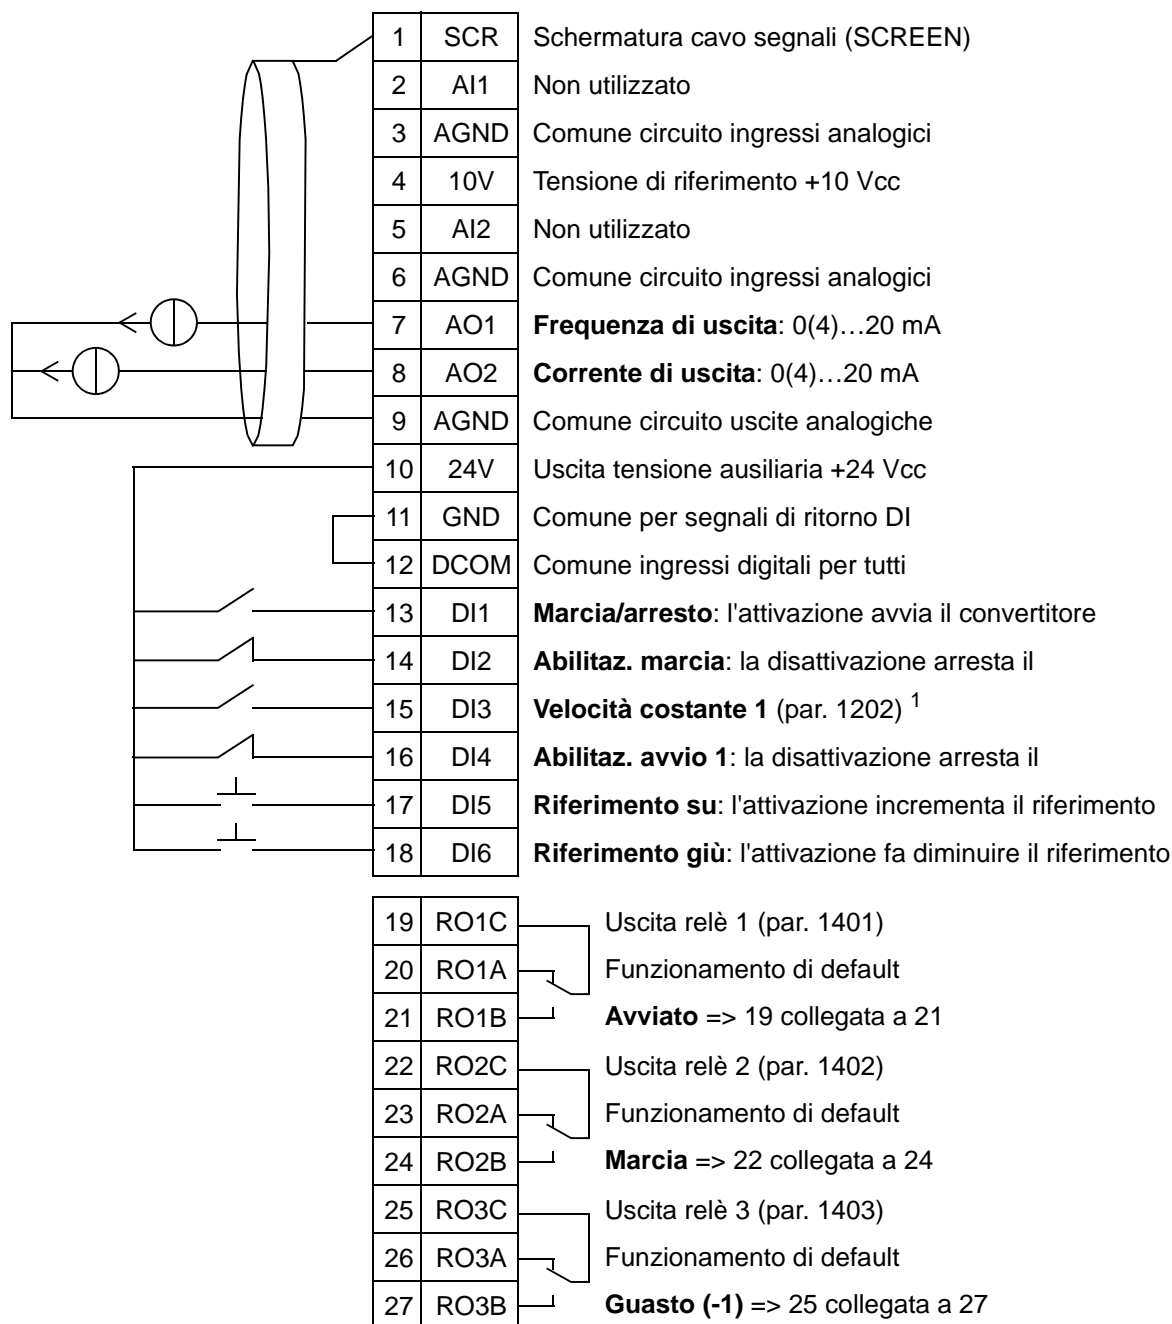 1 SCR Schermatura cavo segnali (SCREEN)
2 AI1 Non utilizzato
3 AGND Comune circuito ingressi analogici
4 10V Tensione di riferimento +10 Vcc
5 AI2 Non utilizzato
6 AGND Comune circuito ingressi analogici
7 AO1 Frequenza di uscita: 0(4)…20 mA
8 AO2 Corrente di uscita: 0(4)…20 mA
9 AGND Comune circuito uscite analogiche
10 24V Uscita tensione ausiliaria +24 Vcc
11 GND Comune per segnali di ritorno DI
12 DCOM Comune ingressi digitali per tutti
13 DI1 Marcia/arresto: l'attivazione avvia il convertitore
14 DI2 Abilitaz. marcia: la disattivazione arresta il
15 DI3 Velocità costante 1 (par. 1202) 1
16 DI4 Abilitaz. avvio 1: la disattivazione arresta il
17 DI5 Riferimento su: l'attivazione incrementa il riferimento
18 DI6 Riferimento giù: l'attivazione fa diminuire il riferimento
19 RO1C Uscita relè 1 (par. 1401)
20 RO1A Funzionamento di default
21 RO1B Avviato => 19 collegata a 21
22 RO2C Uscita relè 2 (par. 1402)
23 RO2A Funzionamento di default
24 RO2B Marcia => 22 collegata a 24
25 RO3C Uscita relè 3 (par. 1403)
26 RO3A Funzionamento di default
27 RO3B Guasto (-1) => 25 collegata a 27